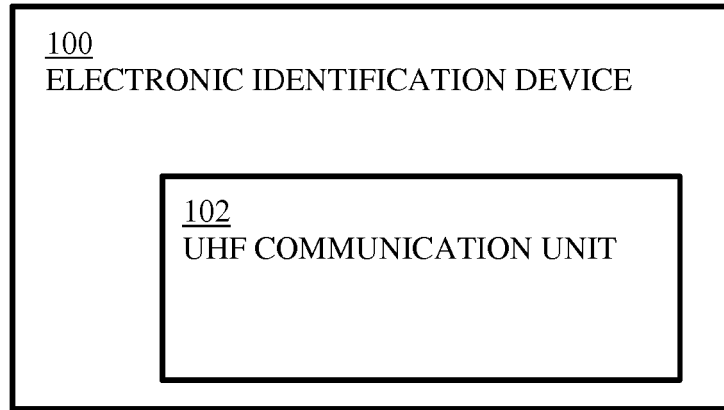 100
ELECTRONIC IDENTIFICATION DEVICE
102
UHF COMMUNICATION UNIT